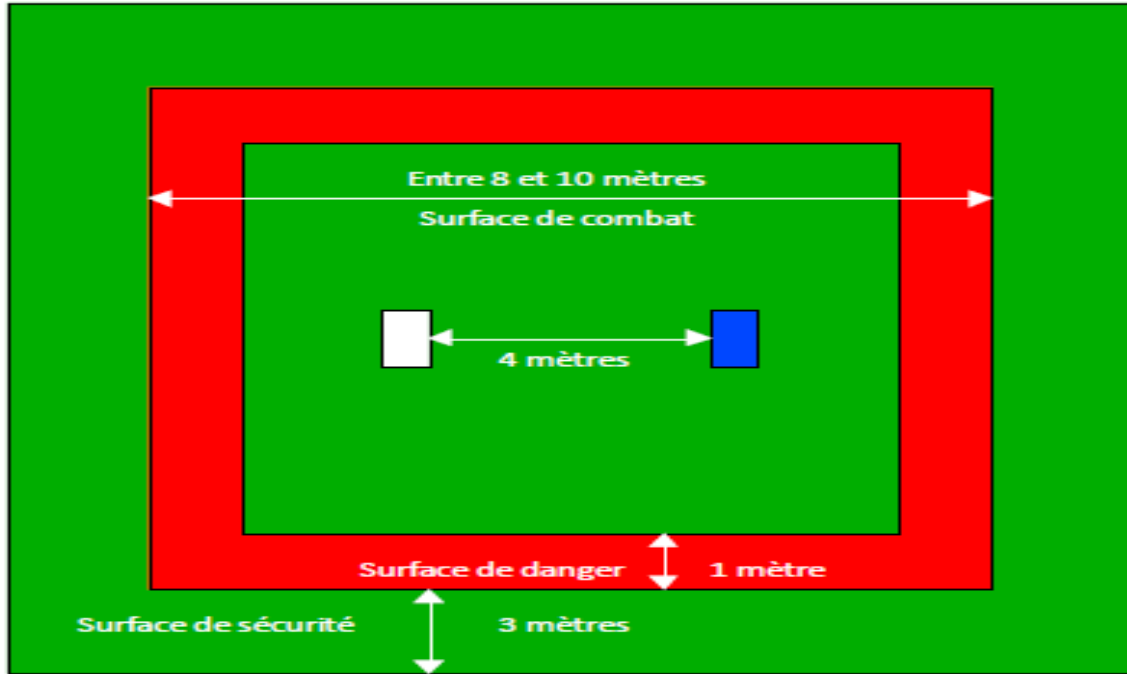 Entre 8 et 10 mètres
Surface de combat
4 mètres
Surface de danger 1 mètre
Surface de sécurité 3 mètres